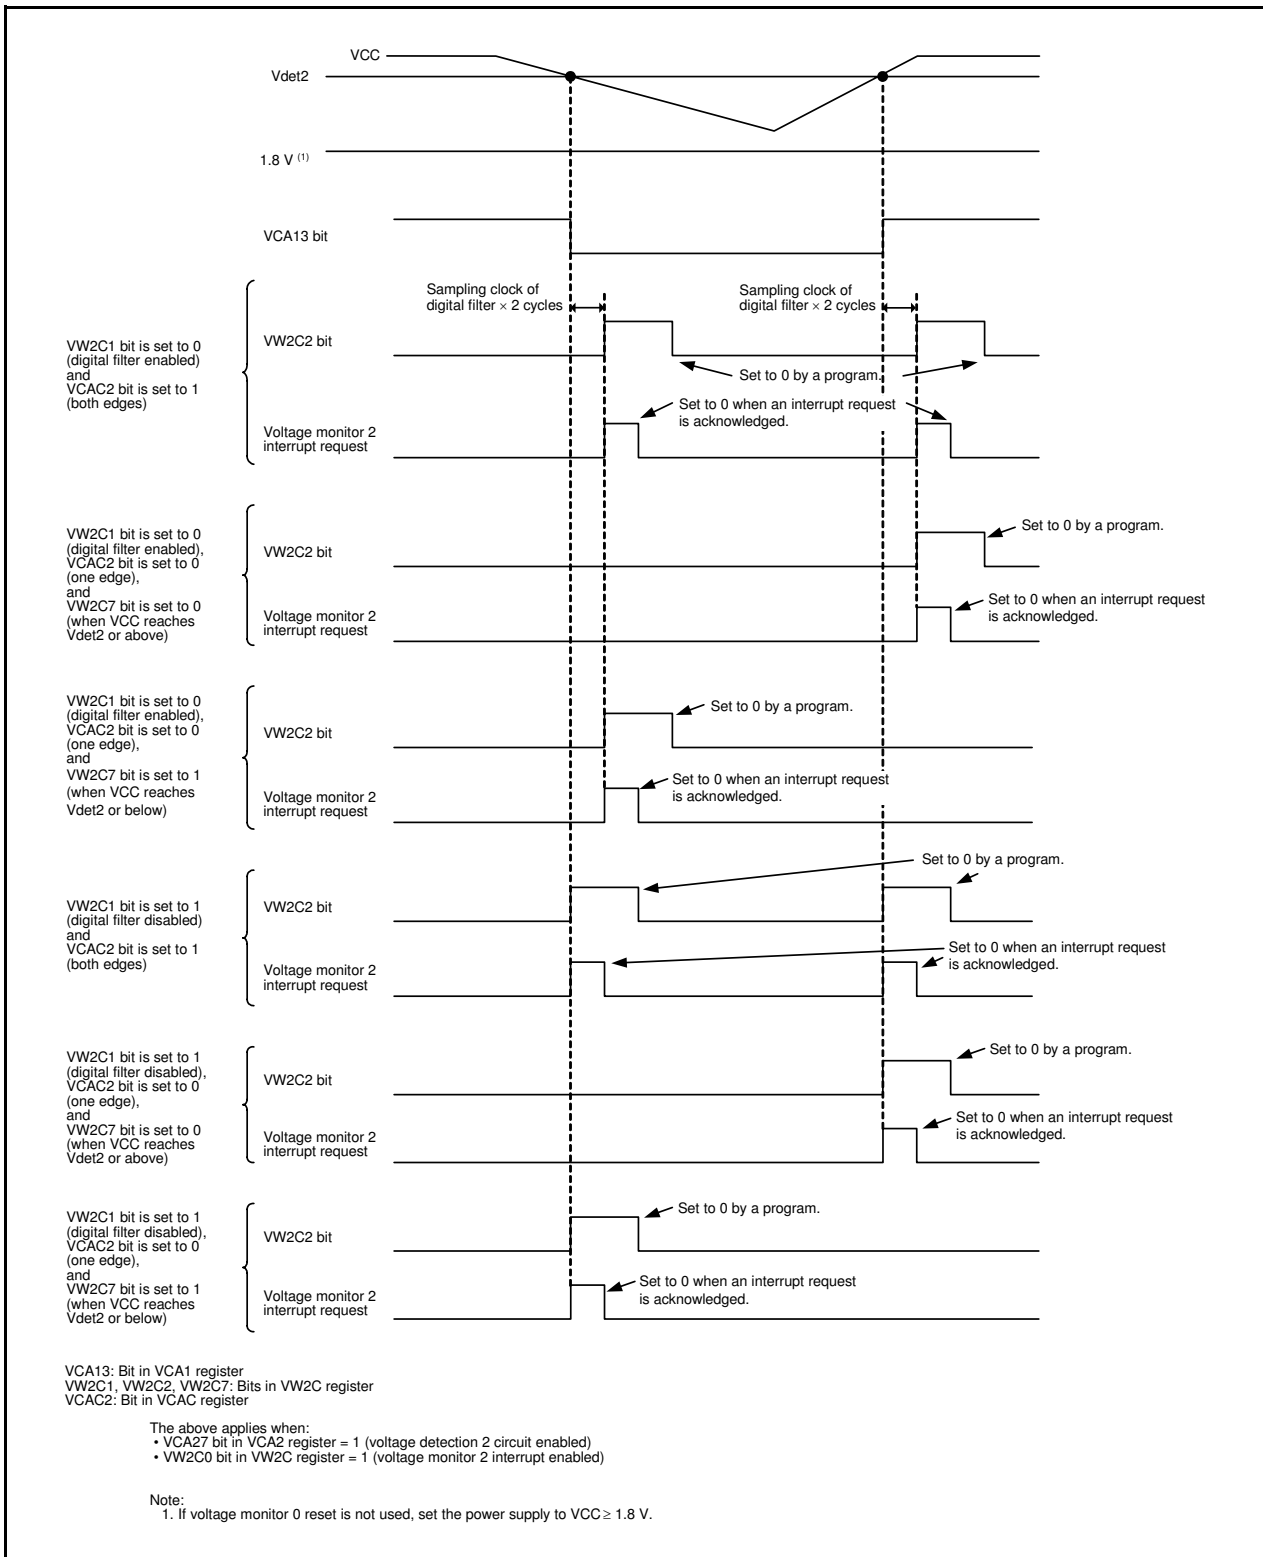 VCC
Vdet2
1.8 V (1)
VCA13 bit
Sampling clock of
digital filter × 2 cycles
Sampling clock of
digital filter × 2 cycles
VW2C1 bit is set to 0
(digital filter enabled)
and
VCAC2 bit is set to 1
(both edges)
VW2C2 bit
Set to 0 by a program.
Set to 0 when an interrupt request
is acknowledged.
Voltage monitor 2
interrupt request
VW2C1 bit is set to 0
(digital filter enabled),
VCAC2 bit is set to 0
(one edge),
and
VW2C7 bit is set to 0
(when VCC reaches
Vdet2 or above)
VW2C2 bit
Set to 0 by a program.
Voltage monitor 2
interrupt request
Set to 0 when an interrupt request
is acknowledged.
VW2C1 bit is set to 0
(digital filter enabled),
VCAC2 bit is set to 0
(one edge),
and
VW2C7 bit is set to 1
(when VCC reaches
Vdet2 or below)
VW2C2 bit
Set to 0 by a program.
Voltage monitor 2
interrupt request
Set to 0 when an interrupt request
is acknowledged.
VW2C1 bit is set to 1
(digital filter disabled)
and
VCAC2 bit is set to 1
(both edges)
VW2C2 bit
Set to 0 by a program.
Voltage monitor 2
interrupt request
Set to 0 when an interrupt request
is acknowledged.
VW2C1 bit is set to 1
(digital filter disabled),
VCAC2 bit is set to 0
(one edge),
and
VW2C7 bit is set to 0
(when VCC reaches
Vdet2 or above)
VW2C2 bit
Set to 0 by a program.
Voltage monitor 2
interrupt request
Set to 0 when an interrupt request
is acknowledged.
VW2C1 bit is set to 1
(digital filter disabled),
VCAC2 bit is set to 0
(one edge),
and
VW2C7 bit is set to 1
(when VCC reaches
Vdet2 or below)
VW2C2 bit
Set to 0 by a program.
Voltage monitor 2
interrupt request
Set to 0 when an interrupt request
is acknowledged.
VCA13: Bit in VCA1 register
VW2C1, VW2C2, VW2C7: Bits in VW2C register
VCAC2: Bit in VCAC register
The above applies when:
• VCA27 bit in VCA2 register = 1 (voltage detection 2 circuit enabled)
• VW2C0 bit in VW2C register = 1 (voltage monitor 2 interrupt enabled)
Note:
1. If voltage monitor 0 reset is not used, set the power supply to VCC ≥ 1.8 V.